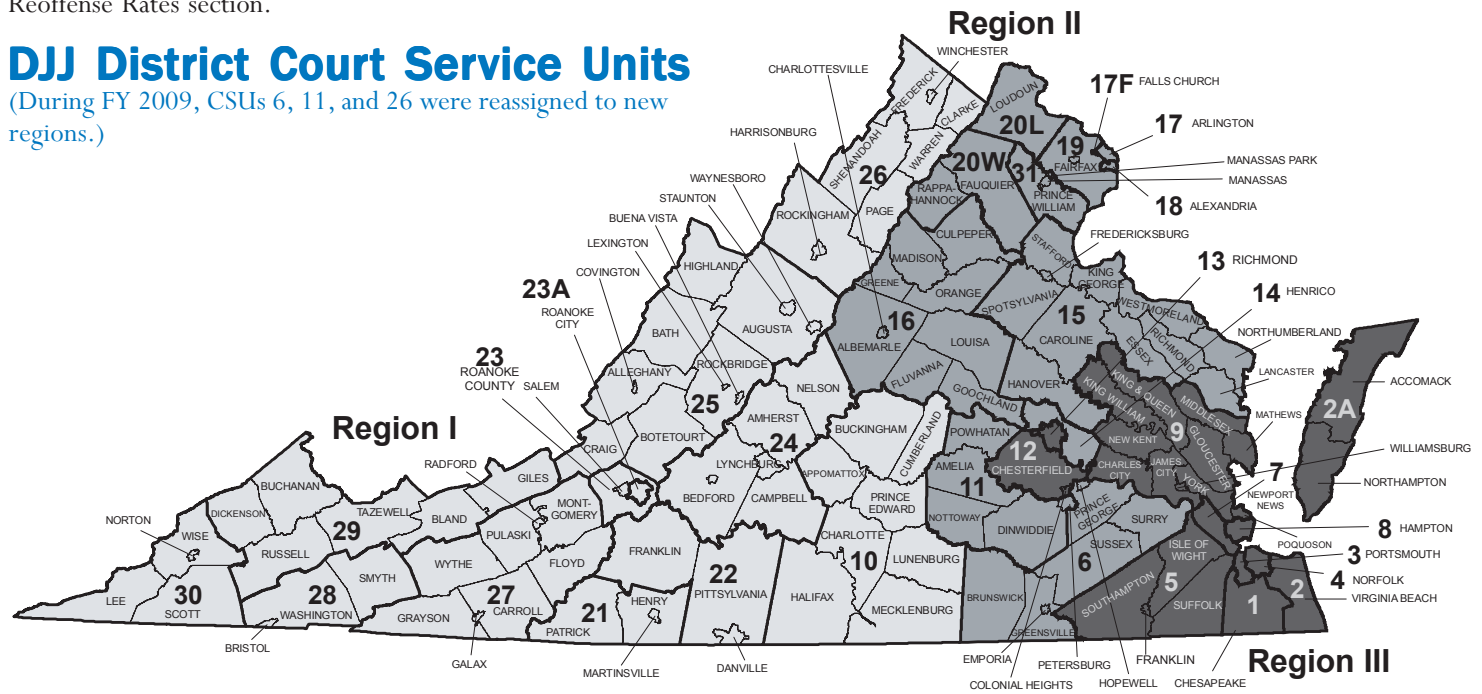 Reoffense Rates section.
DJJ District Court Service Units
(During FY 2009, CSUs 6, 11, and 26 were reassigned to new
regions.)
Region II
WINCHESTER
CHARLOTTESVILLE
FREDERICK
CLARKE
LOUDOUN
17F FALLS CHURCH
20L
17 ARLINGTON
HARRISONBURG
SHENANDOAH
WARREN
19
FAIRFAX
MANASSAS PARK
MANASSAS
20W
FAUQUIER
31
PRINCE
WILLIAM
26
RAPPA-
HANNOCK
WAYNESBORO
STAUNTON
BUENA VISTA
LEXINGTON
COVINGTON
ROCKINGHAM
PAGE
18 ALEXANDRIA
CULPEPER
STAFFORD
FREDERICKSBURG
MADISON
13 RICHMOND
HIGHLAND
GREENE
ORANGE
KING
GEORGE
14 HENRICO
23A
ROANOKE
CITY
SPOTSYLVANIA
WESTMORELAND
AUGUSTA
16
15
BATH
ALBEMARLE
LOUISA
CAROLINE
ESSEX
RICHMOND
NORTHUMBERLAND
23
ROANOKE
COUNTY
SALEM
ALLEGHANY
ROCKBRIDGE
NELSON
FLUVANNA
GOOCHLAND
HANOVER
KING & QUEEN
KING WILLIAM
LANCASTER
ACCOMACK
25
AMHERST
MIDDLESEX
MATHEWS
2A
Region I
CRAIG
BOTETOURT
24
BUCKINGHAM
CUMBERLAND
POWHATAN
12
CHESTERFIELD
NEW KENT
9
GLOUCESTER
WILLIAMSBURG
RADFORD
GILES
LYNCHBURG
APPOMATTOX
AMELIA
CHARLES
CITY
JAMES
CITY
YORK
7
NEWPORT
NEWS
NORTHAMPTON
BUCHANAN
MONT-
GOMERY
BEDFORD
CAMPBELL
PRINCE
EDWARD
11
NOTTOWAY
DICKENSON
TAZEWELL
BLAND
PRINCE
GEORGE
SURRY
8 HAMPTON
NORTON
29
PULASKI
DINWIDDIE
POQUOSON
WISE
RUSSELL
WYTHE
FLOYD
FRANKLIN
CHARLOTTE
LUNENBURG
SUSSEX
ISLE OF
WIGHT
3 PORTSMOUTH
10
6
5
4 NORFOLK
SMYTH
22
PITTSYLVANIA
LEE
30
SCOTT
28
WASHINGTON
27
CARROLL
GRAYSON
21
PATRICK
HENRY
HALIFAX
MECKLENBURG
BRUNSWICK
SOUTHAMPTON
SUFFOLK
1
2
VIRGINIA BEACH
GREENSVILLE
BRISTOL
GALAX
MARTINSVILLE
DANVILLE
EMPORIA
COLONIAL HEIGHTS
PETERSBURG
HOPEWELL
FRANKLIN
CHESAPEAKE
Region III